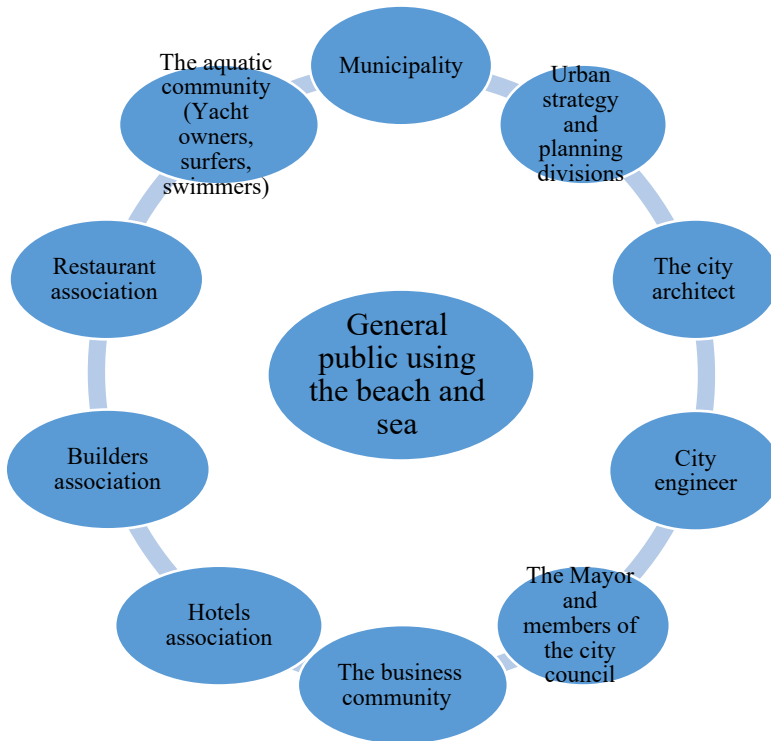 Municipality
Urban
strategy
and
planning
divisions
The city
architect
City
engineer
The Mayor
and
members of
the city
council
The business
community
Hotels
association
Builders
association
Restaurant
association
The aquatic
community
(Yacht
owners,
surfers,
swimmers)
General
public using
the beach and
sea